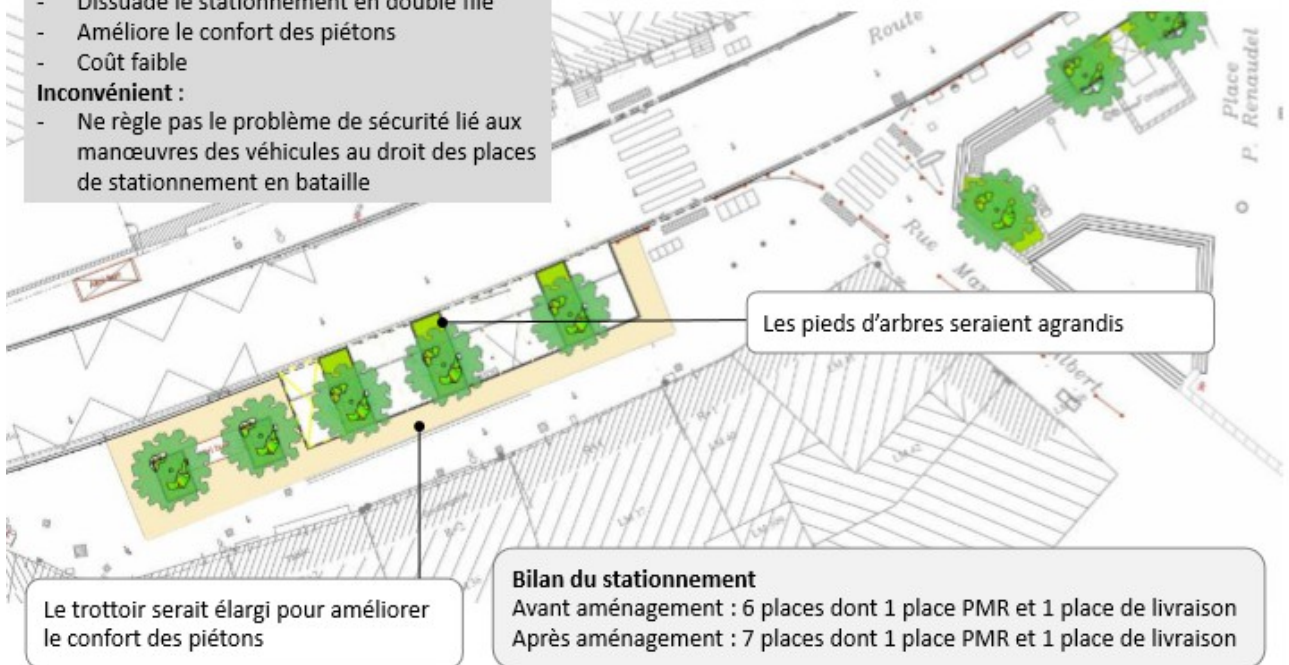 - Dissuade le stationnement en double file
- Améliore le confort des piétons
- Coût faible
Inconvénient :
- Ne règle pas le problème de sécurité lié aux
manœuvres des véhicules au droit des places
de stationnement en bataille
Route
Place
P. Renaudel
Fontaine
Rue
Albert
Les pieds d'arbres seraient agrandis
Le trottoir serait élargi pour améliorer
le confort des piétons
Bilan du stationnement
Avant aménagement : 6 places dont 1 place PMR et 1 place de livraison
Après aménagement : 7 places dont 1 place PMR et 1 place de livraison